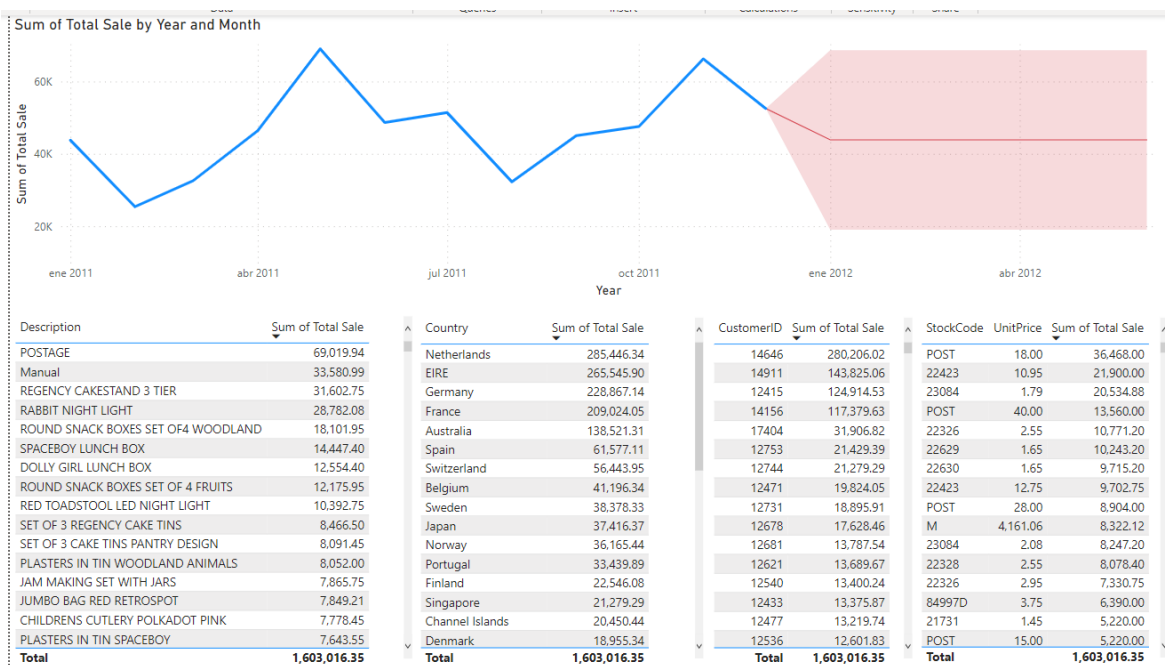 Data Queries Insert Calculations Sensitivity Share
Sum of Total Sale by Year and Month
60K
40K
20K
Sum of Total Sale
ene 2011 abr 2011 jul 2011 oct 2011 ene 2012 abr 2012
Year
Description Sum of Total Sale
POSTAGE 69,019.94
Manual 33,580.99
REGENCY CAKESTAND 3 TIER 31,602.75
RABBIT NIGHT LIGHT 28,782.08
ROUND SNACK BOXES SET OF4 WOODLAND 18,101.95
SPACEBOY LUNCH BOX 14,447.40
DOLLY GIRL LUNCH BOX 12,554.40
ROUND SNACK BOXES SET OF 4 FRUITS 12,175.95
RED TOADSTOOL LED NIGHT LIGHT 10,392.75
SET OF 3 REGENCY CAKE TINS 8,466.50
SET OF 3 CAKE TINS PANTRY DESIGN 8,091.45
PLASTERS IN TIN WOODLAND ANIMALS 8,052.00
JAM MAKING SET WITH JARS 7,865.75
JUMBO BAG RED RETROSPOT 7,849.21
CHILDRENS CUTLERY POLKADOT PINK 7,778.45
PLASTERS IN TIN SPACEBOY 7,643.55
Total 1,603,016.35
Country Sum of Total Sale
Netherlands 285,446.34
EIRE 265,545.90
Germany 228,867.14
France 209,024.05
Australia 138,521.31
Spain 61,577.11
Switzerland 56,443.95
Belgium 41,196.34
Sweden 38,378.33
Japan 37,416.37
Norway 36,165.44
Portugal 33,439.89
Finland 22,546.08
Singapore 21,279.29
Channel Islands 20,450.44
Denmark 18,955.34
Total 1,603,016.35
CustomerID Sum of Total Sale
14646 280,206.02
14911 143,825.06
12415 124,914.53
14156 117,379.63
17404 31,906.82
12753 21,429.39
12744 21,279.29
12471 19,824.05
12731 18,895.91
12678 17,628.46
12681 13,787.54
12621 13,689.67
12540 13,400.24
12433 13,375.87
12477 13,219.74
12536 12,601.83
Total 1,603,016.35
StockCode UnitPrice Sum of Total Sale
POST 18.00 36,468.00
22423 10.95 21,900.00
23084 1.79 20,534.88
POST 40.00 13,560.00
22326 2.55 10,771.20
22629 1.65 10,243.20
22630 1.65 9,715.20
22423 12.75 9,702.75
POST 28.00 8,904.00
M 4,161.06 8,322.12
23084 2.08 8,247.20
22328 2.55 8,078.40
22326 2.95 7,330.75
84997D 3.75 6,390.00
21731 1.45 5,220.00
POST 15.00 5,220.00
Total 1,603,016.35